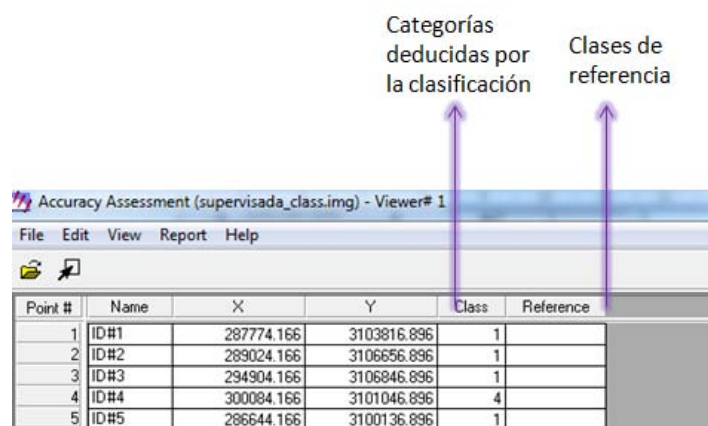 Categorías
deducidas por
la clasificación
Clases de
referencia
Accuracy Assessment (supervisada_class.img) - Viewer# 1
File Edit View Report Help
Point # Name X Y Class Reference
1 ID#1 287774.166 3103816.896 1
2 ID#2 289024.166 3106656.896 1
3 ID#3 294904.166 3106846.896 1
4 ID#4 300084.166 3101046.896 4
5 ID#5 286644.166 3100136.896 1